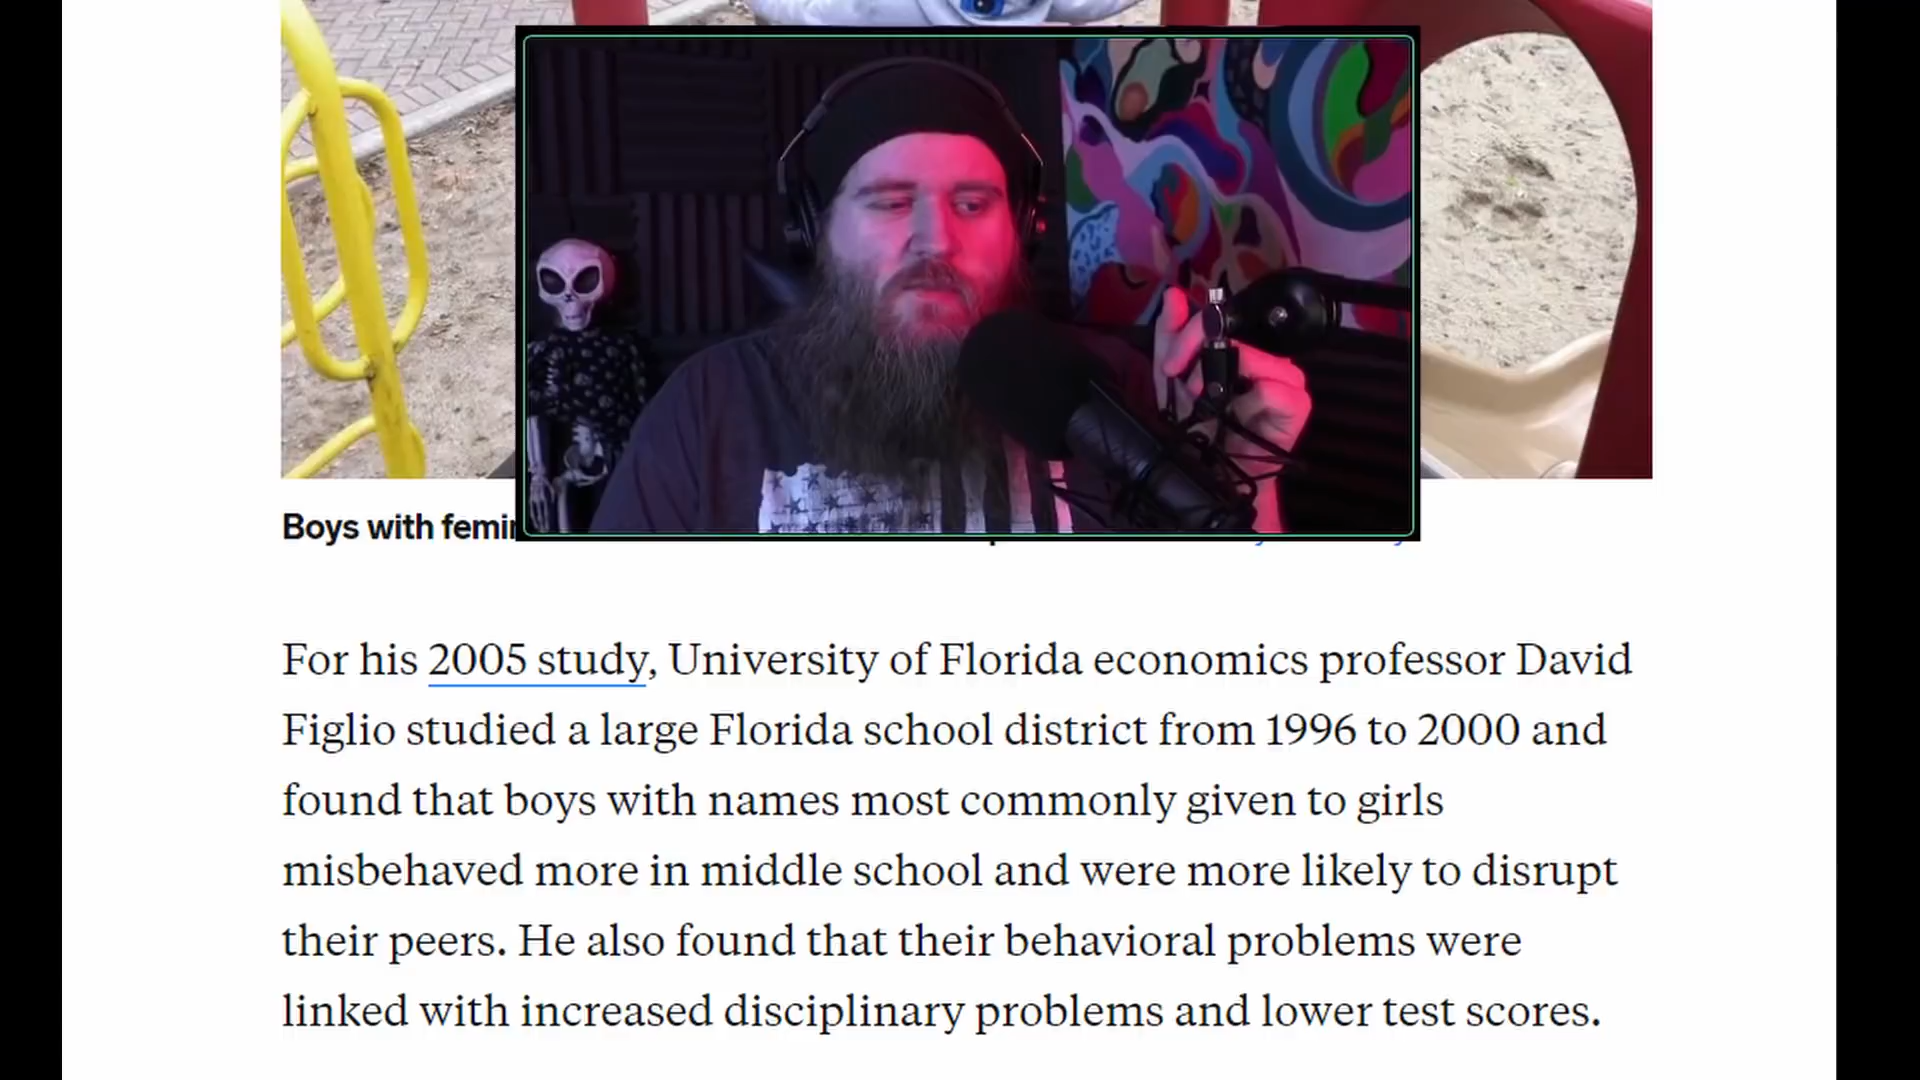 Boys with
For his 2005 study, University of Florida economics professor David
Figlio studied a large Florida school district from 1996 to 2000 and
found that boys with names most commonly given to girls
misbehaved more in middle school and were more likely to disrupt
their peers. He also found that their behavioral problems were
linked with increased disciplinary problems and lower test scores.